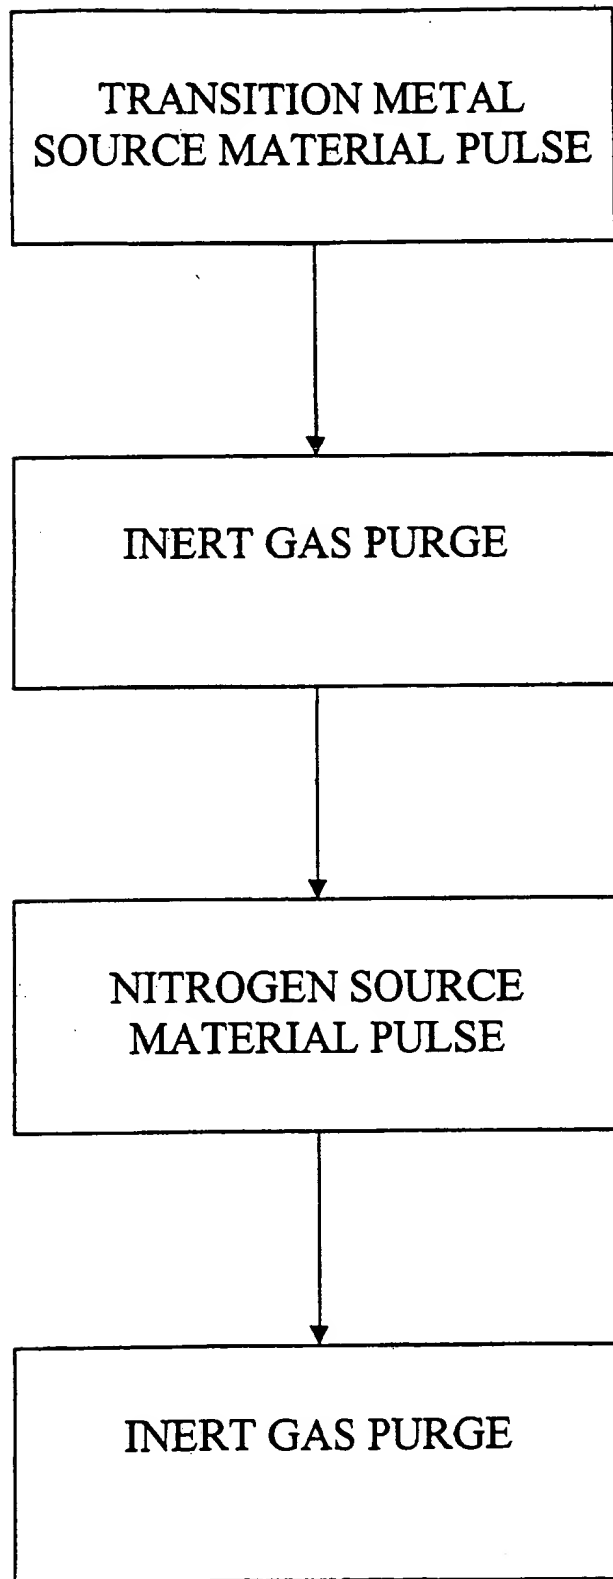 TRANSITION METAL
SOURCE MATERIAL PULSE
INERT GAS PURGE
NITROGEN SOURCE
MATERIAL PULSE
INERT GAS PURGE